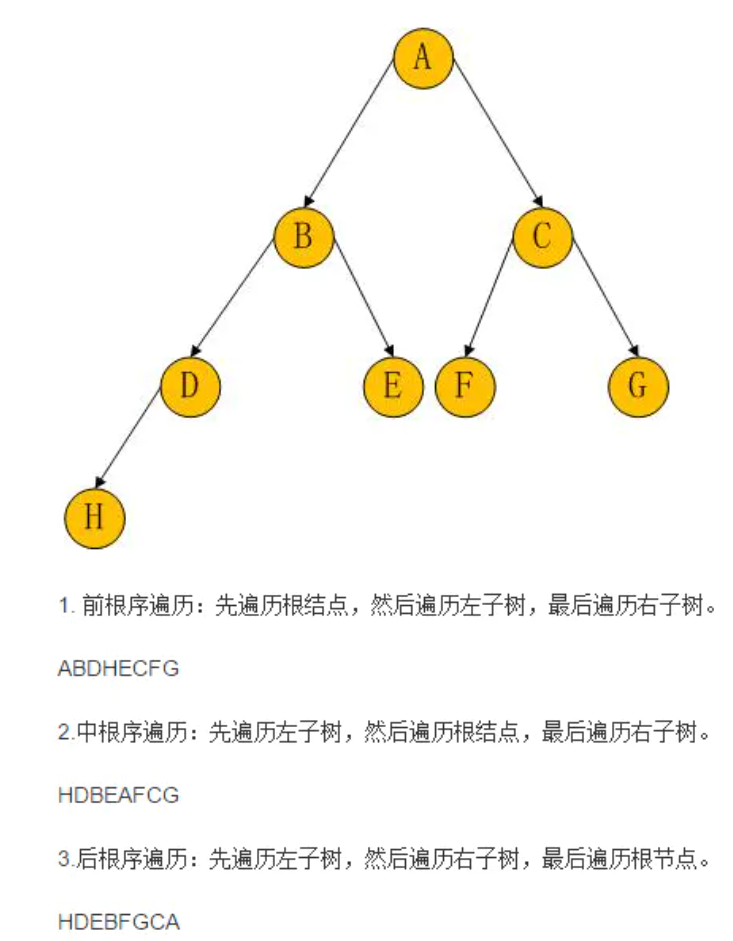 A
B C
D E F G
H
1. 前根序遍历：先遍历根结点，然后遍历左子树，最后遍历右子树。
ABDHECFG
2.中根序遍历：先遍历左子树，然后遍历根结点，最后遍历右子树。
HDBEAFCG
3.后根序遍历：先遍历左子树，然后遍历右子树，最后遍历根节点。
HDEBFGCA